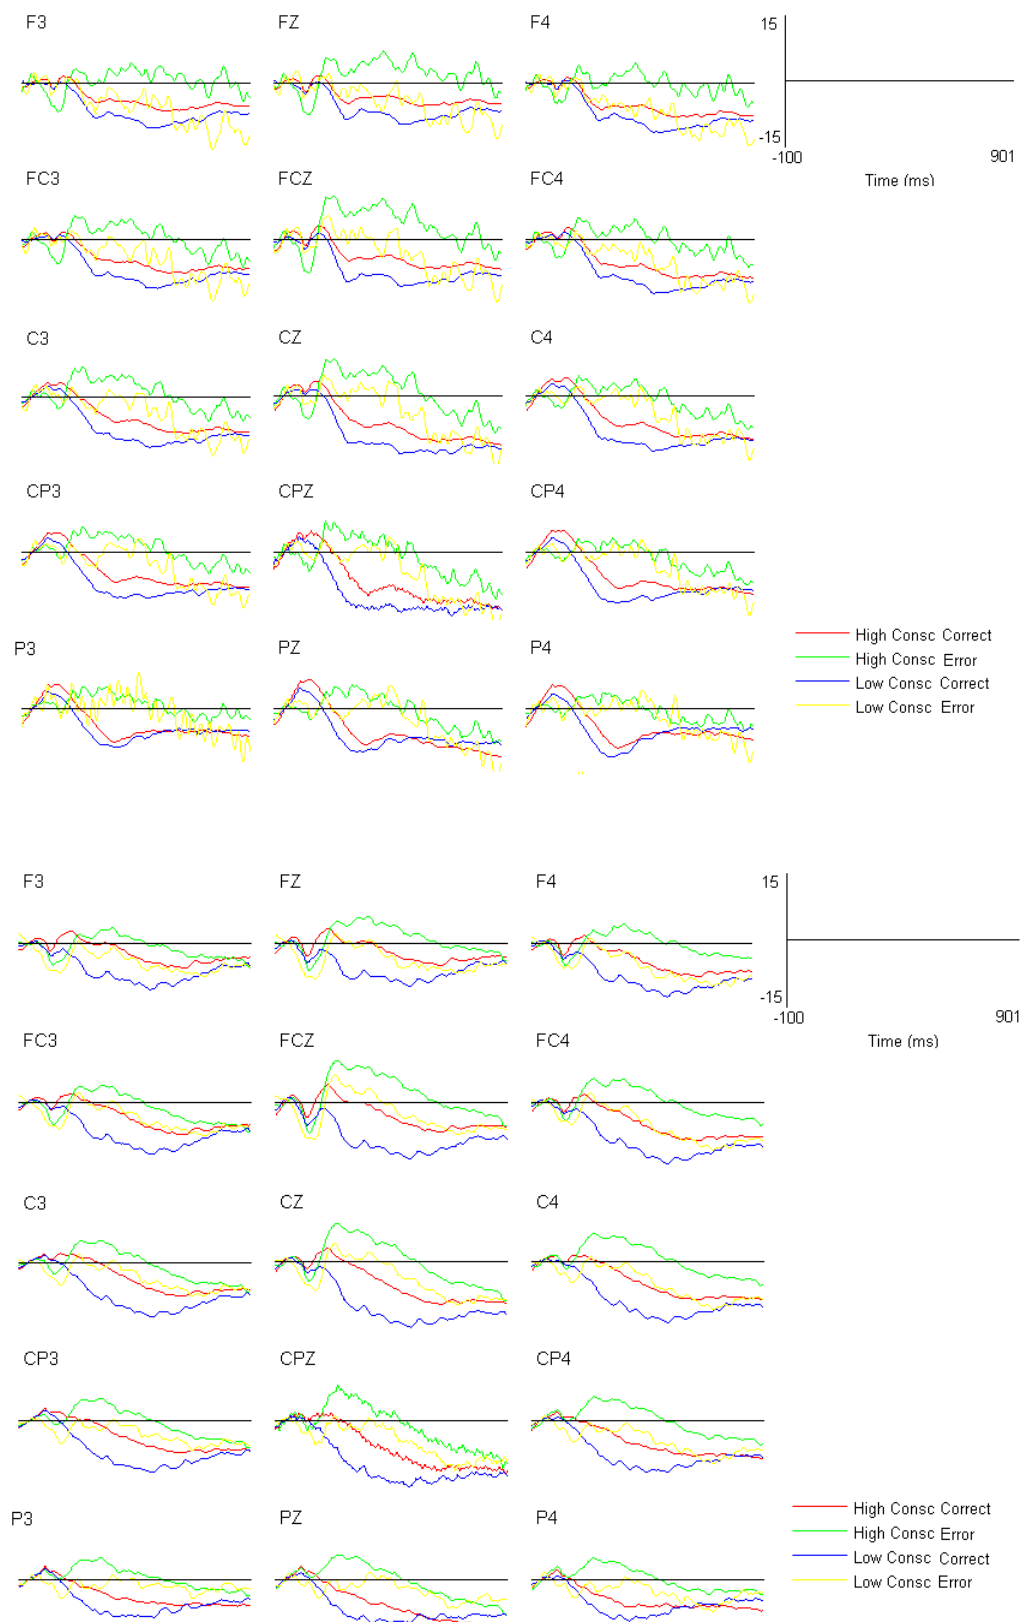 F3 FZ F4 15
-15
-100 901
Time (ms)
FC3 FCZ FC4
C3 CZ C4
CP3 CPZ CP4
High Consc Correct
P3 PZ P4
High Consc Error
Low Consc Correct
Low Consc Error
F3 FZ F4 15
-15
-100 901
FC3 FCZ FC4 Time (ms)
C3 CZ C4
CP3 CPZ CP4
High Consc Correct
P3 PZ P4
High Consc Error
Low Consc Correct
Low Consc Error